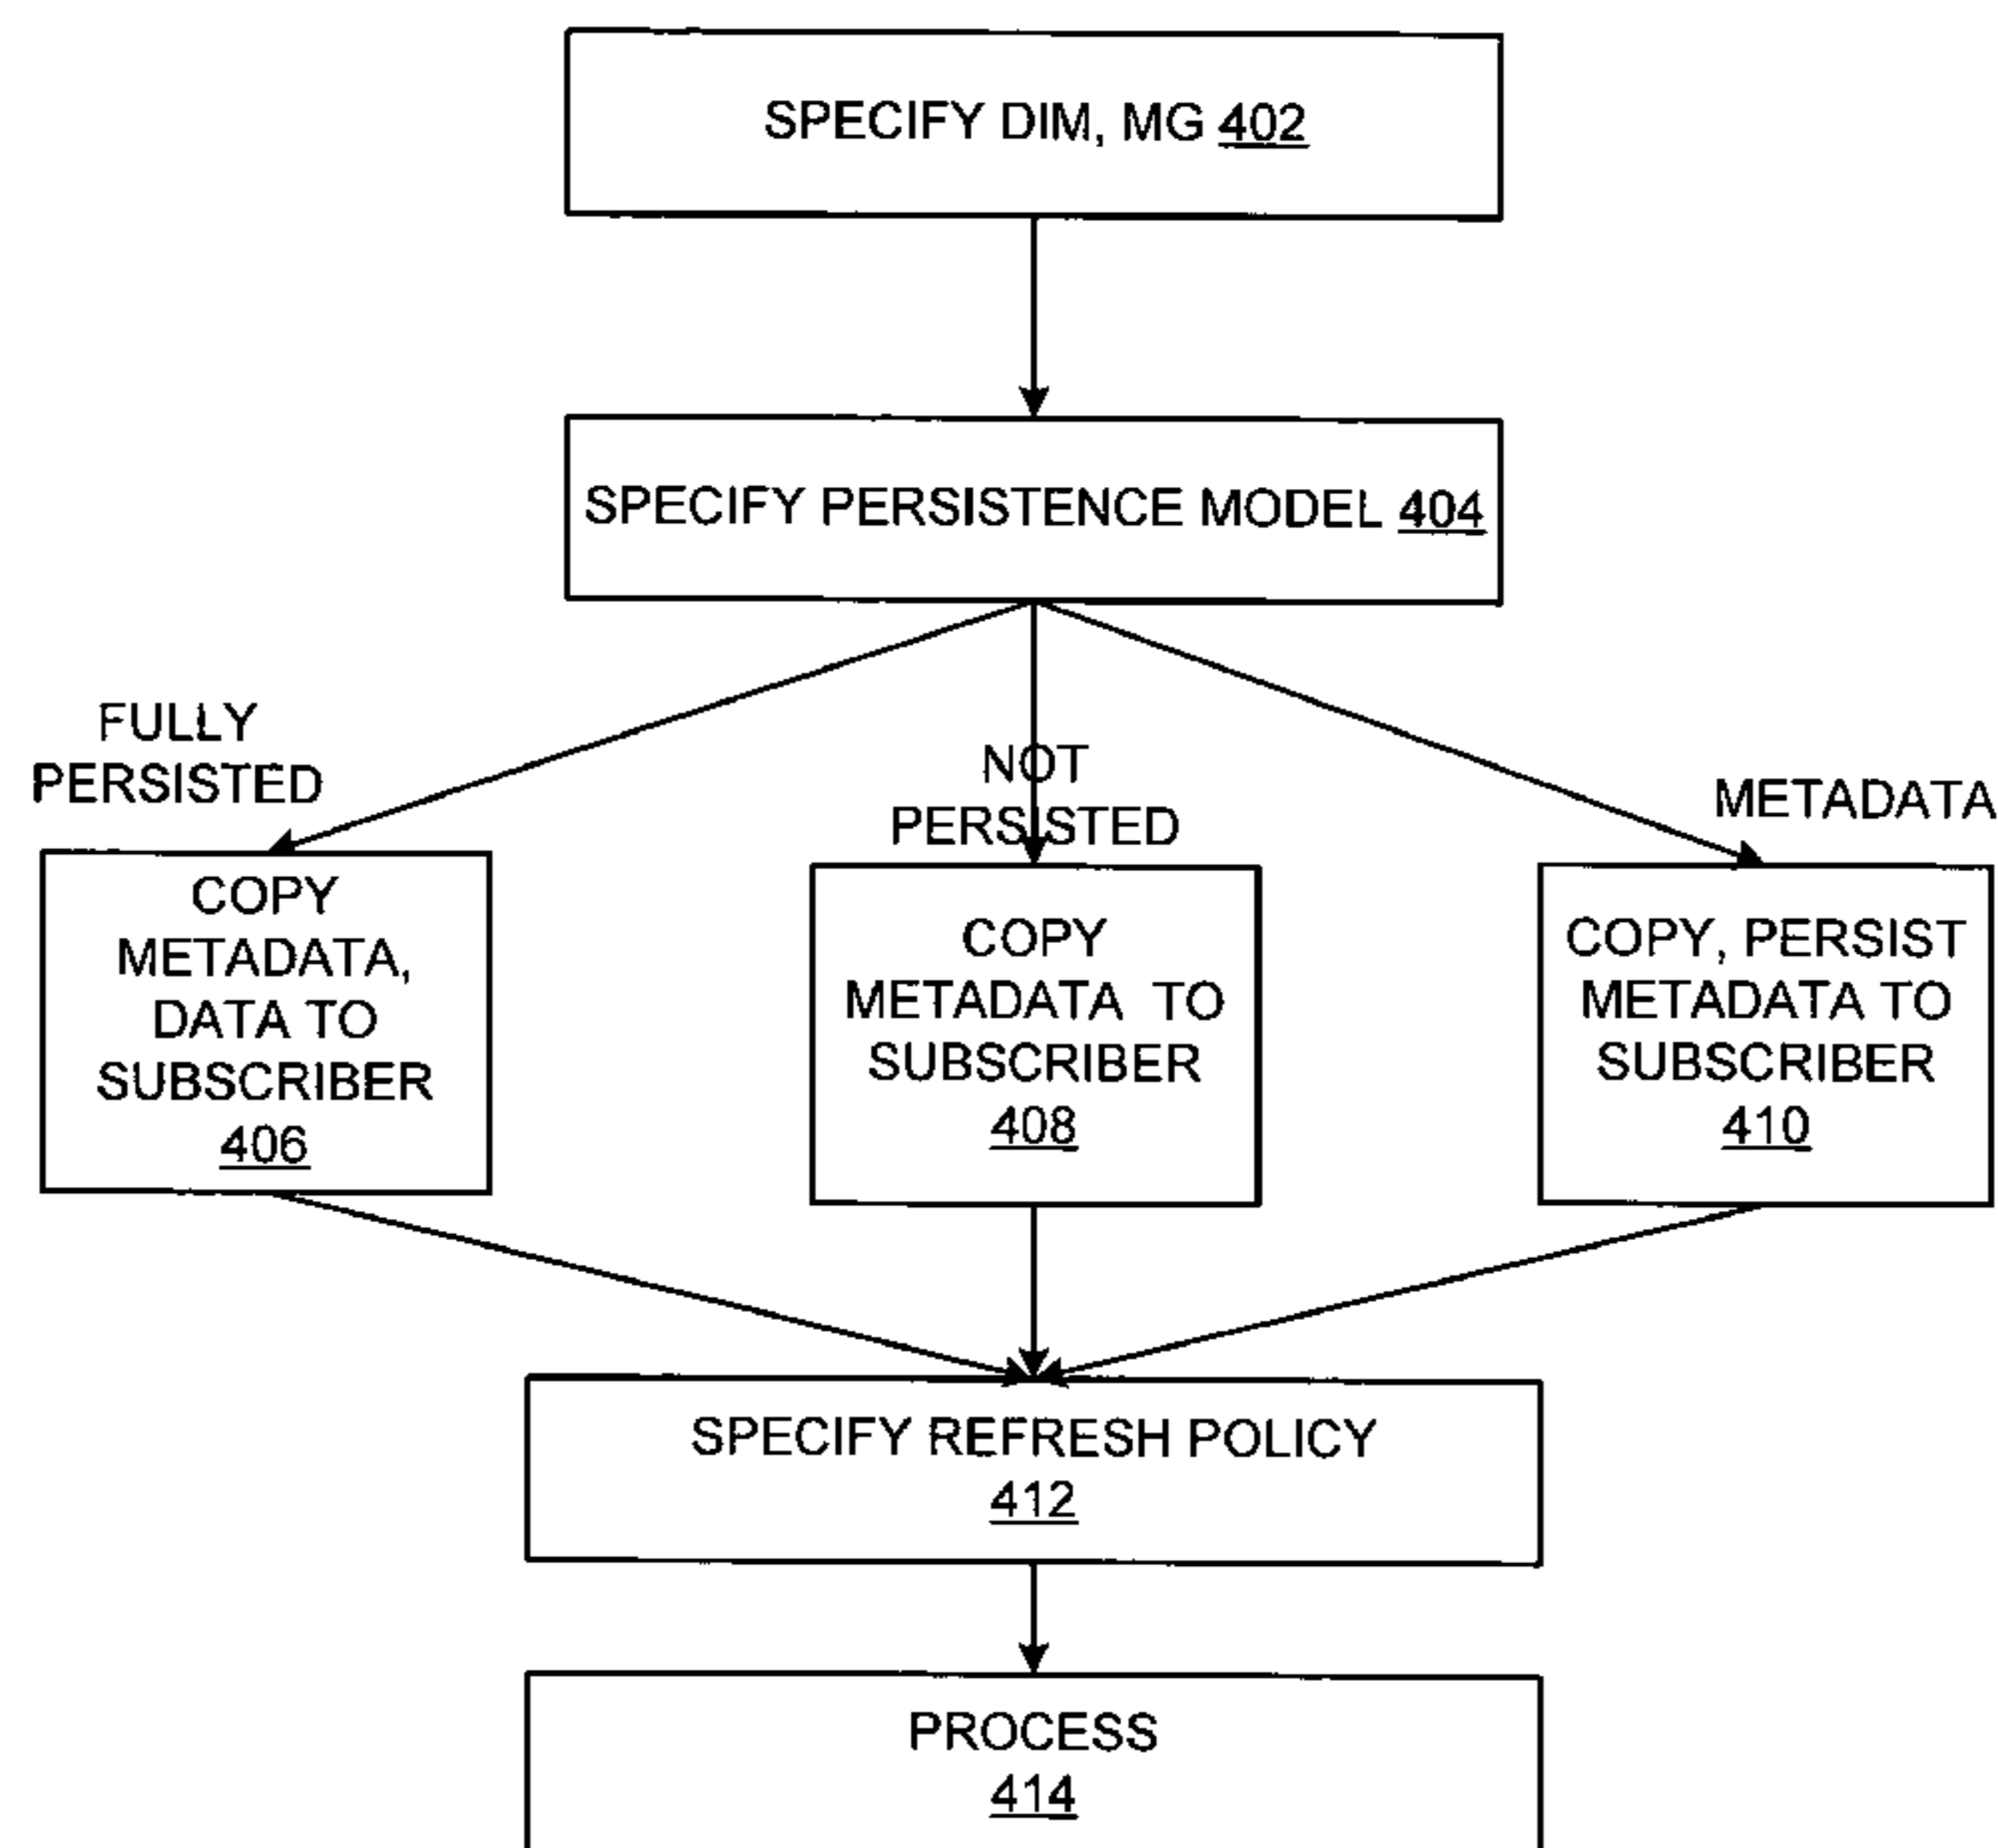 SPECIFY DIM, MG 402
SPECIFY PERSISTENCE MODEL 404
FULLY
PERSISTED
NOT
PERSISTED
METADATA
COPY
METADATA,
DATA TO
SUBSCRIBER
406
COPY
METADATA TO
SUBSCRIBER
408
COPY, PERSIST
METADATA TO
SUBSCRIBER
410
SPECIFY REFRESH POLICY
412
PROCESS
414